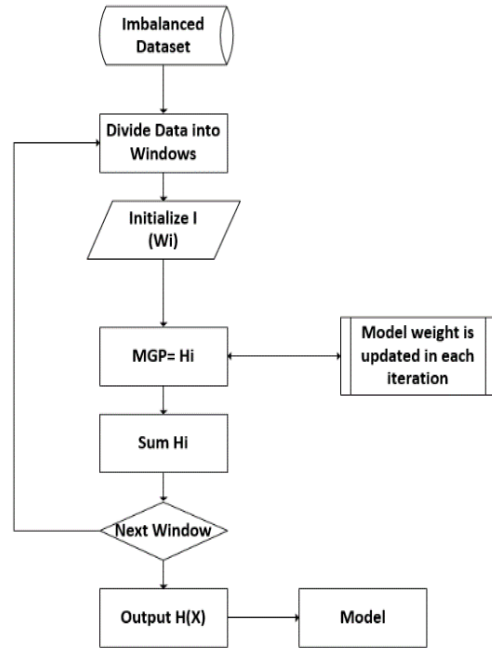 Imbalanced
Dataset
Divide Data into
Windows
Initialize I
(Wi)
MGP= Hi
Model weight is
updated in each
iteration
Sum Hi
Next Window
Output H(X)
Model